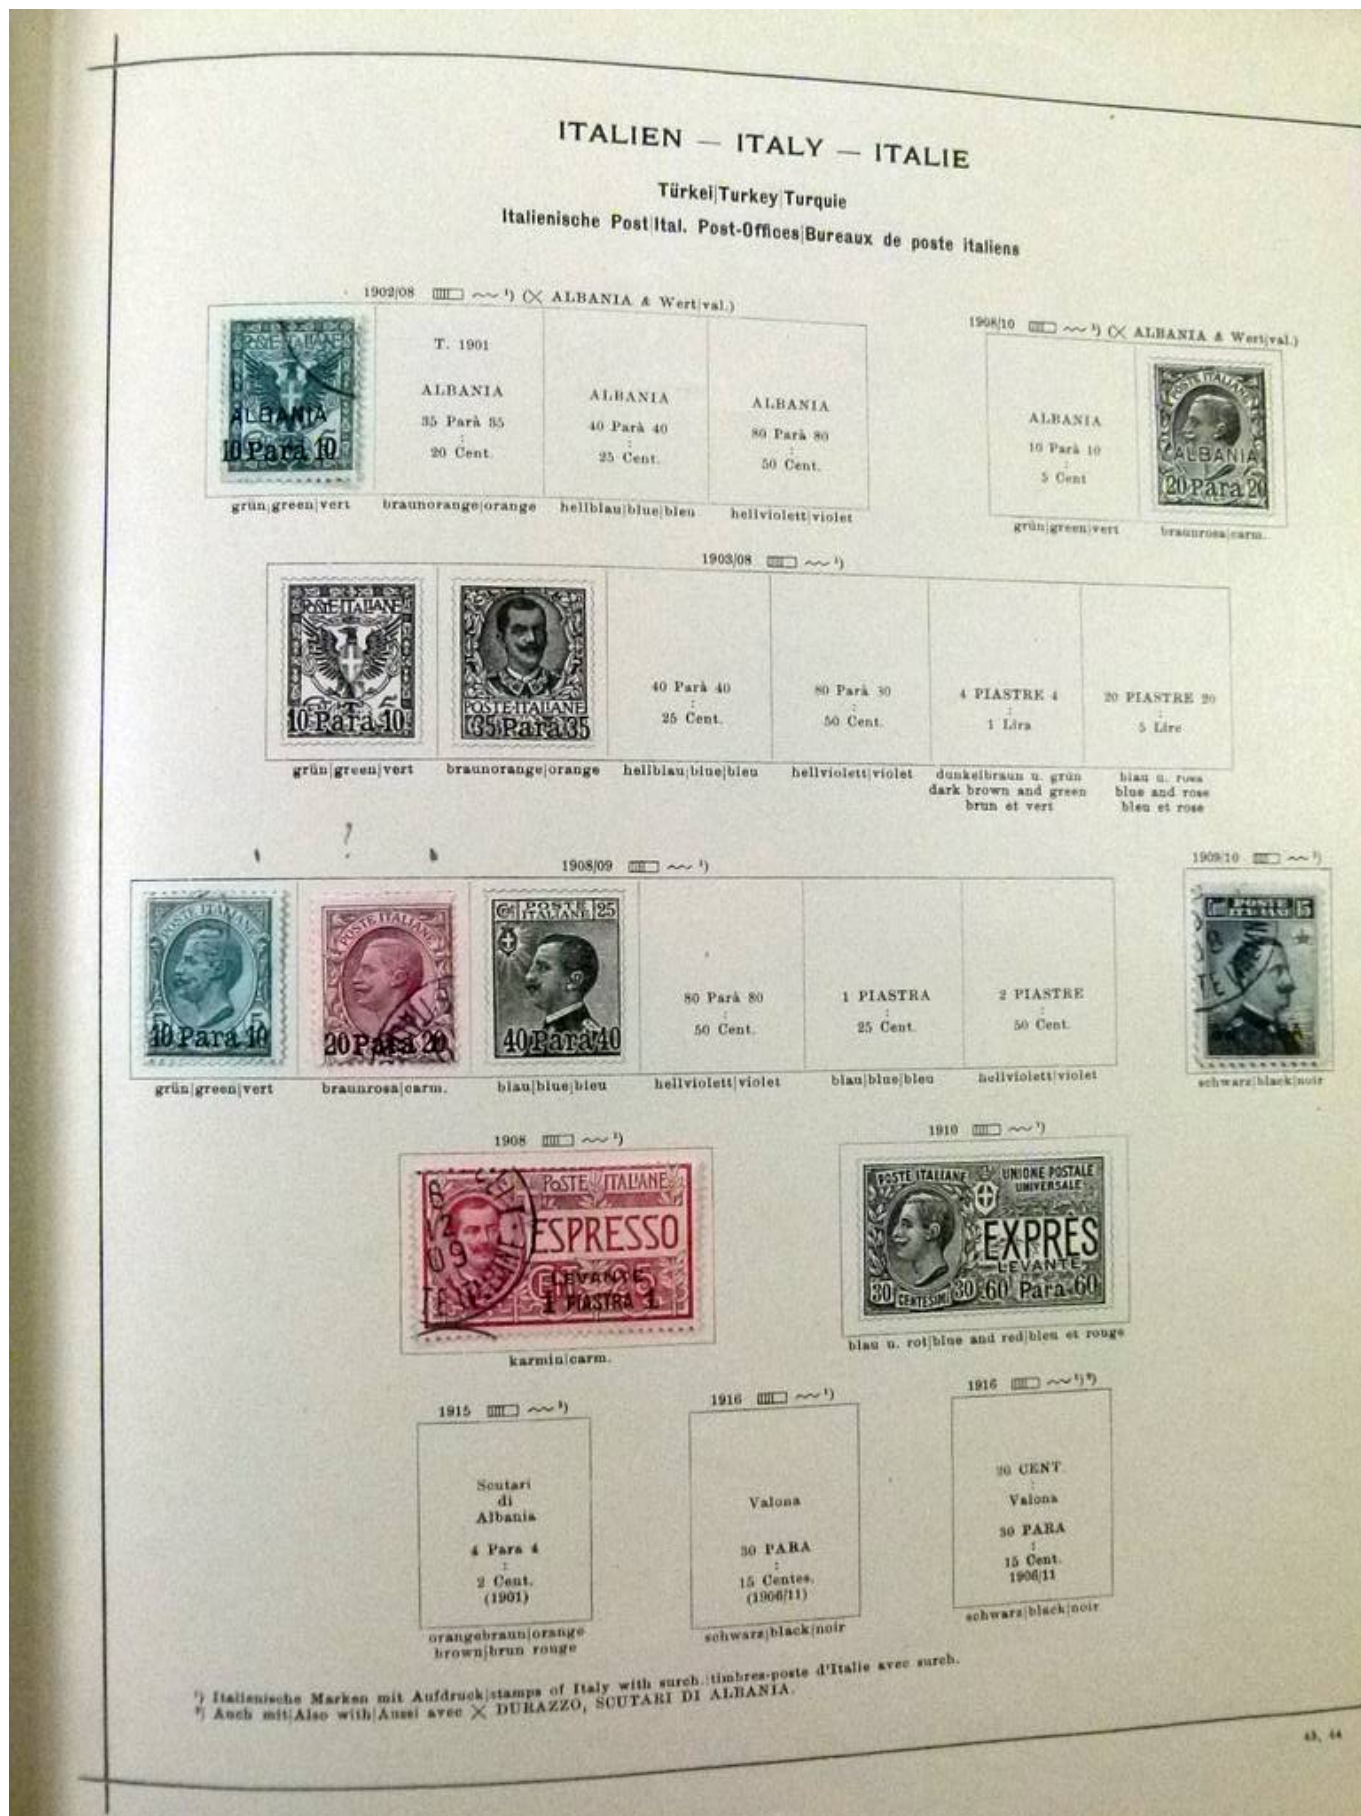 ITALIEN — ITALY — ITALIE
Türkei|Turkey|Turquie
Italienische Post|Ital. Post-Offices|Bureaux de poste italiens
1902/08 ¹) (X ALBANIA & Wert|val.)
1908/10 ¹) (X ALBANIA & Wert|val.)
POSTE ITALIANE
ALBANIA
10 Para 10
T. 1901
ALBANIA
35 Parà 35
:
20 Cent.
ALBANIA
40 Parà 40
:
25 Cent.
ALBANIA
80 Parà 80
:
50 Cent.
ALBANIA
10 Parà 10
:
5 Cent
POSTE ITALIANE
ALBANIA
20 Para 20
grün|green|vert
braunorange|orange
hellblau|blue|bleu
hellviolett|violet
grün|green|vert
braunrosa|carm.
1903/08 ¹)
POSTE·ITALIANE
10 Para 10
POSTE·ITALIANE
35 Para 35
40 Parà 40
:
25 Cent.
80 Parà 30
:
50 Cent.
4 PIASTRE 4
:
1 Lira
20 PIASTRE 20
:
5 Lire
grün|green|vert
braunorange|orange
hellblau|blue|bleu
hellviolett|violet
dunkelbraun u. grün
dark brown and green
brun et vert
blau u. rosa
blue and rose
bleu et rose
?
1908/09 ¹)
1909/10 ¹)
POSTE ITALIANE
5 5
10 Para 10
POSTE ITALIANE
20 Para 20
POSTE
ITALIANE 25
40 Para 40
80 Parà 80
:
50 Cent.
1 PIASTRA
:
25 Cent.
2 PIASTRE
:
50 Cent.
POSTE 15
grün|green|vert
braunrosa|carm.
blau|blue|bleu
hellviolett|violet
blau|blue|bleu
hellviolett|violet
schwarz|black|noir
1908 ¹)
1910 ¹)
POSTE ITALIANE
ESPRESSO
LEVANTE
1 PIASTRA 1
09
POSTE ITALIANE
UNIONE POSTALE
UNIVERSALE
EXPRÈS
LEVANTE
30 CENTESIMI 30 60 Para 60
karmin|carm.
blau u. rot|blue and red|bleu et rouge
1915 ¹)
1916 ¹)
1916 ¹)²)
Scutari
di
Albania
4 Para 4
:
2 Cent.
(1901)
Valona
30 PARA
:
15 Centes.
(1906/11)
20 CENT.
:
Valona
30 PARA
:
15 Cent.
1906/11
orangebraun|orange
brown|brun rouge
schwarz|black|noir
schwarz|black|noir
¹) Italienische Marken mit Aufdruck|stamps of Italy with surch.|timbres-poste d'Italie avec surch.
²) Auch mit|Also with|Aussi avec X DURAZZO, SCUTARI DI ALBANIA.
43, 44